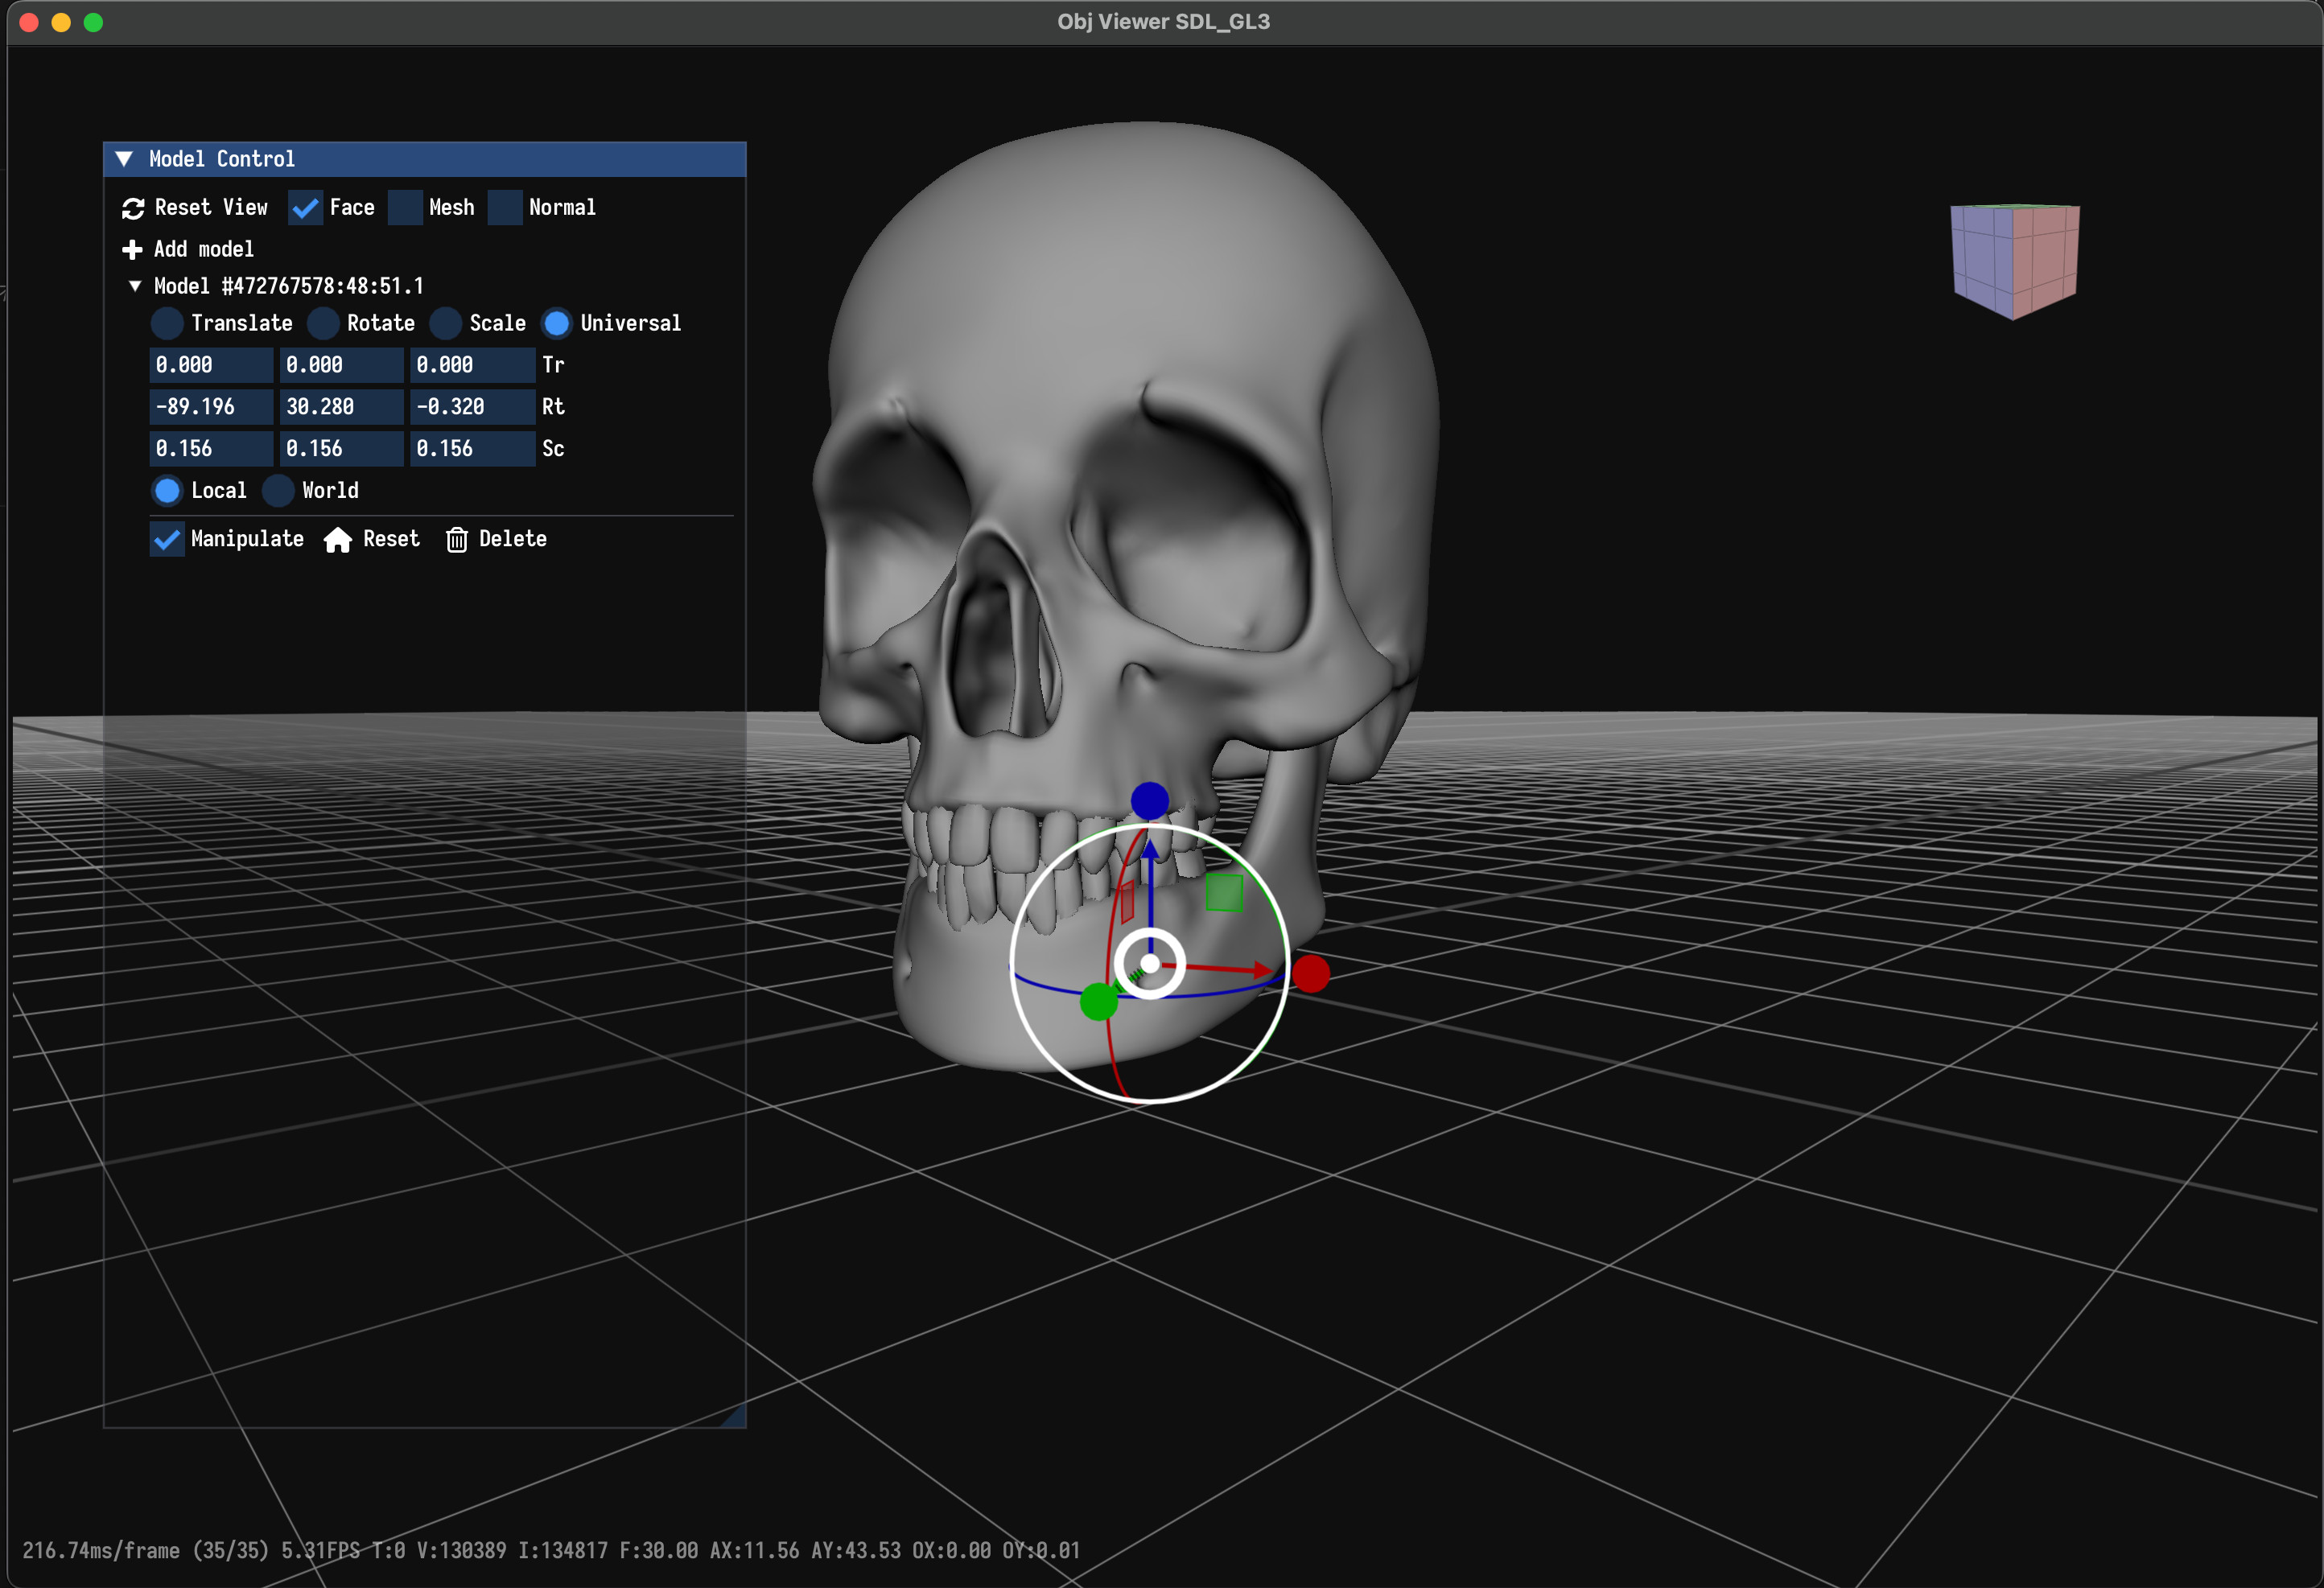 Obj Viewer SDL_GL3
Model Control
Reset View Face Mesh Normal
Add model
Model #472767578:48:51.1
Translate Rotate Scale Universal
0.000 0.000 0.000 Tr
-89.196 30.280 -0.320 Rt
0.156 0.156 0.156 Sc
Local World
Manipulate Reset Delete
216.74ms/frame (35/35) 5.31FPS T:0 V:130389 I:134817 F:30.00 AX:11.56 AY:43.53 OX:0.00 OY:0.01